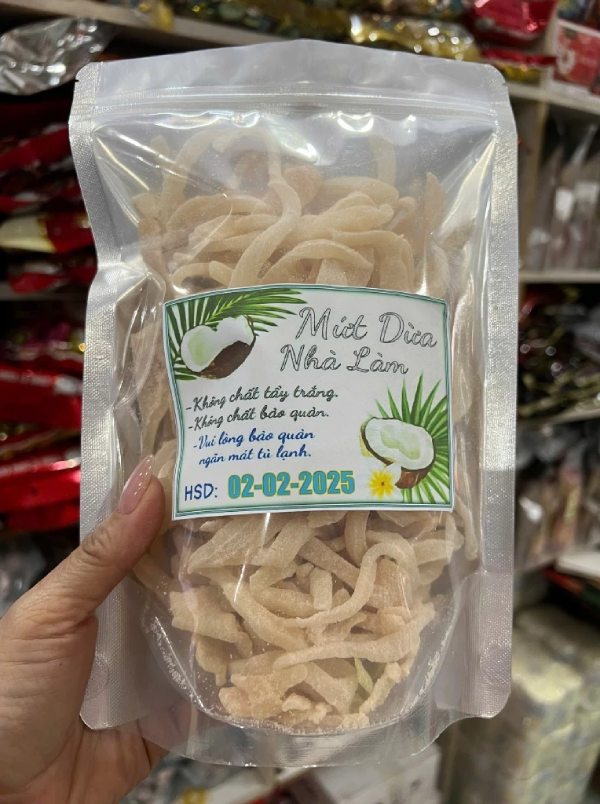 Mứt Dừa
Nhà Làm
-Không chất tẩy trắng.
-Không chất bảo quản.
-Vui lòng bảo quản
ngăn mát tủ lạnh.
HSD: 02-02-2025